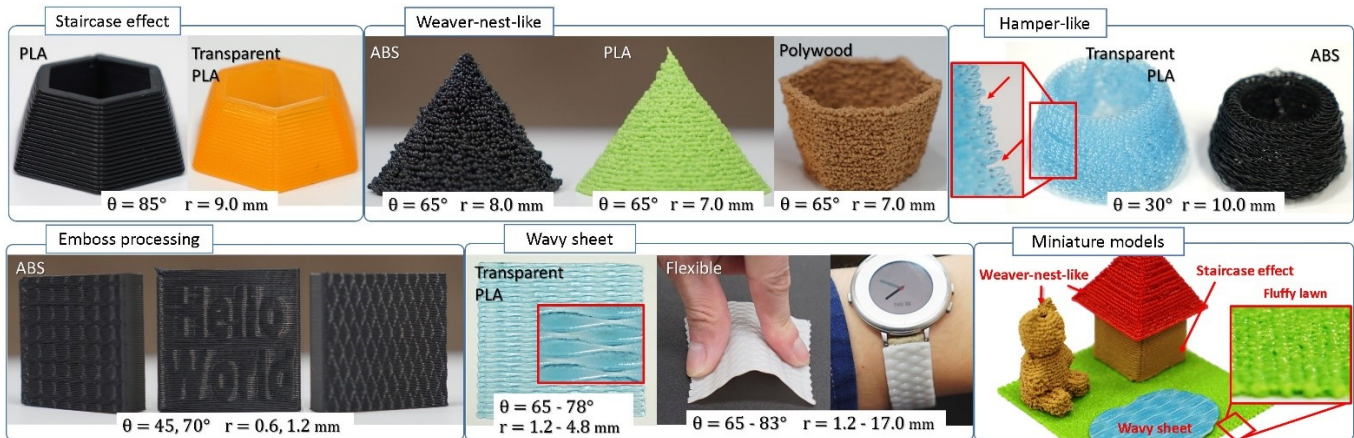 Staircase effect
PLA
Transparent
PLA
θ = 85° r = 9.0 mm
Weaver-nest-like
ABS
PLA
Polywood
θ = 65° r = 8.0 mm
θ = 65° r = 7.0 mm
θ = 65° r = 7.0 mm
Hamper-like
Transparent
PLA
ABS
θ = 30° r = 10.0 mm
Emboss processing
ABS
Hello
World
θ = 45, 70° r = 0.6, 1.2 mm
Wavy sheet
Transparent
PLA
Flexible
θ = 65 - 78°
r = 1.2 - 4.8 mm
θ = 65 - 83° r = 1.2 - 17.0 mm
Miniature models
Weaver-nest-like
Staircase effect
Fluffy lawn
Wavy sheet